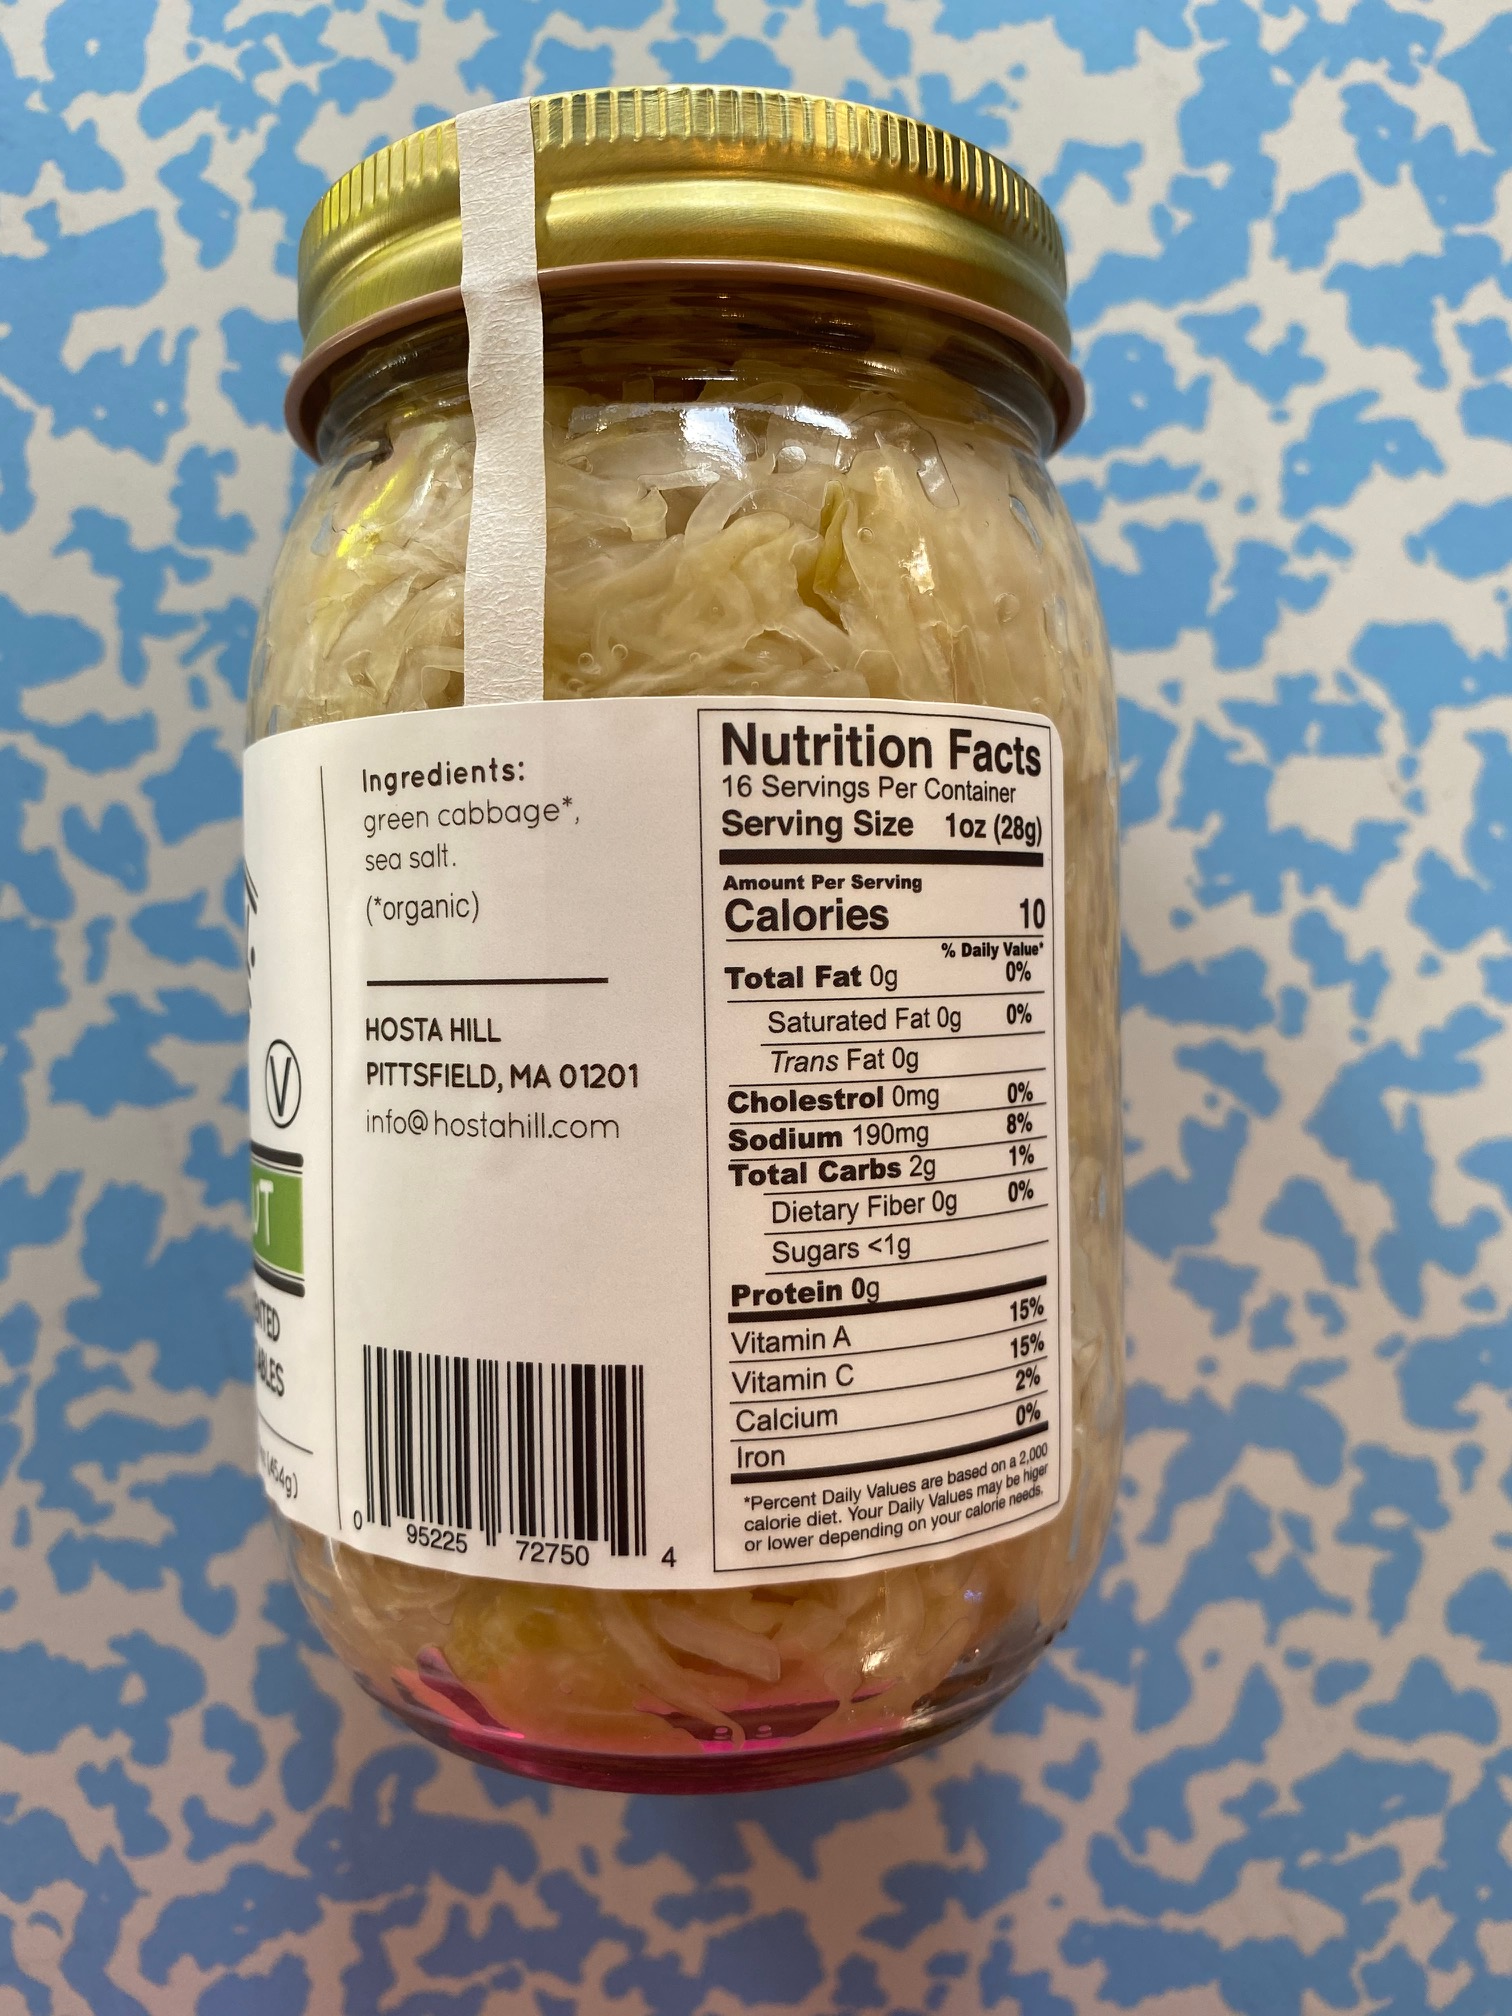 V
UT
(454g)
Ingredients:
green cabbage*,
sea salt.
(*organic)
HOSTA HILL
PITTSFIELD, MA 01201
info@hostahill.com
0 95225 72750 4
Nutrition Facts
16 Servings Per Container
Serving Size 1oz (28g)
Amount Per Serving
Calories 10
% Daily Value*
Total Fat 0g 0%
Saturated Fat 0g 0%
Trans Fat 0g
Cholestrol 0mg 0%
Sodium 190mg 8%
Total Carbs 2g 1%
Dietary Fiber 0g 0%
Sugars <1g
Protein 0g
Vitamin A 15%
Vitamin C 15%
Calcium 2%
Iron 0%
*Percent Daily Values are based on a 2,000
calorie diet. Your Daily Values may be higer
or lower depending on your calorie needs.